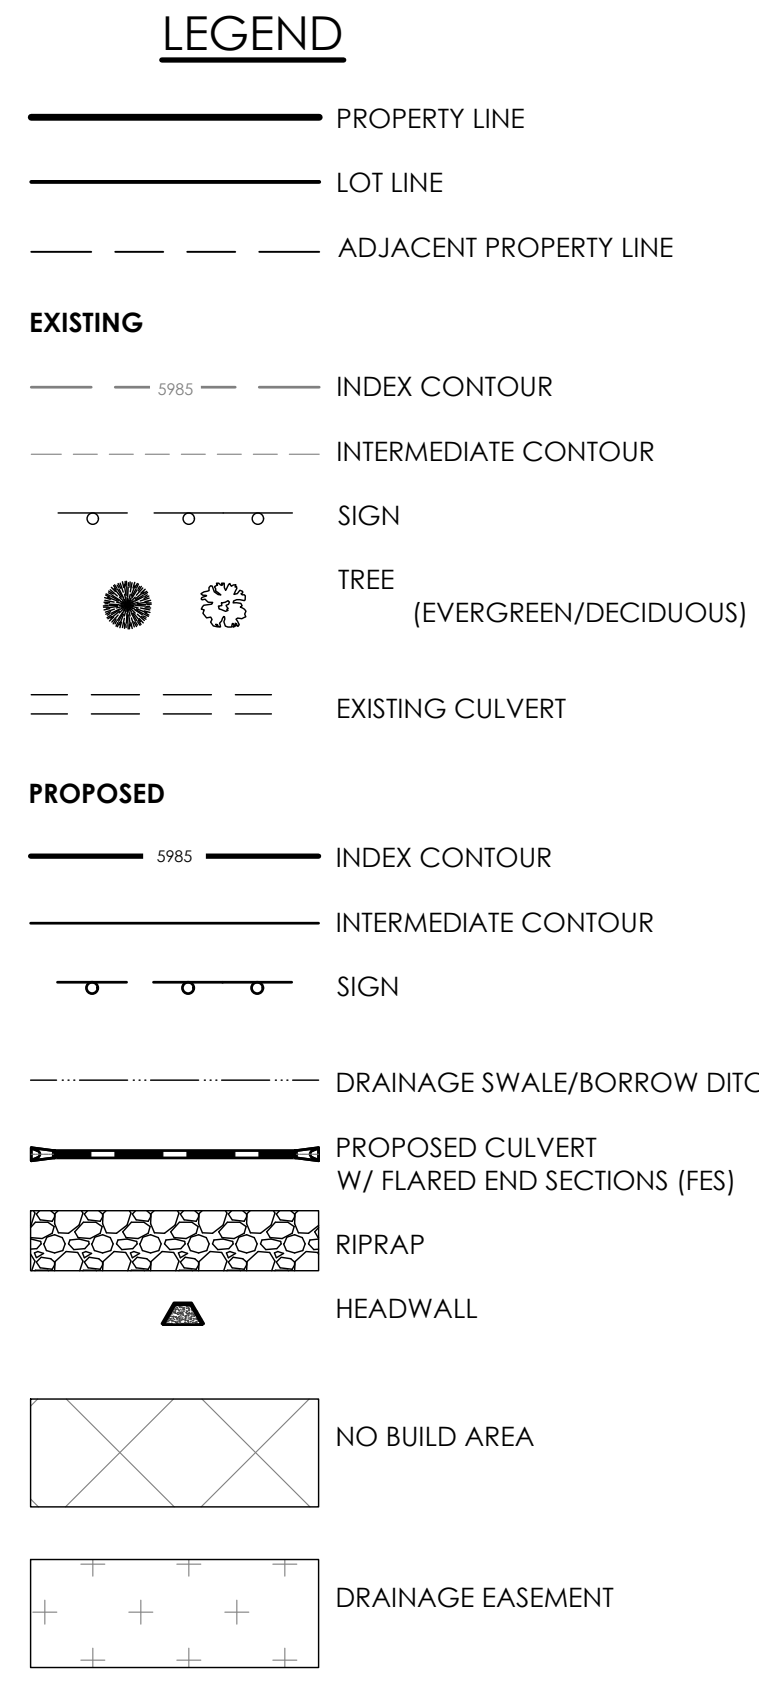 LEGEND
PROPERTY LINE
LOT LINE
ADJACENT PROPERTY LINE
EXISTING
5985 INDEX CONTOUR
INTERMEDIATE CONTOUR
SIGN
TREE
(EVERGREEN/DECIDUOUS)
EXISTING CULVERT
PROPOSED
5985 INDEX CONTOUR
INTERMEDIATE CONTOUR
SIGN
DRAINAGE SWALE/BORROW
PROPOSED CULVERT
W/ FLARED END SECTIONS (FES)
RIPRAP
HEADWALL
NO BUILD AREA
DRAINAGE EASEMENT